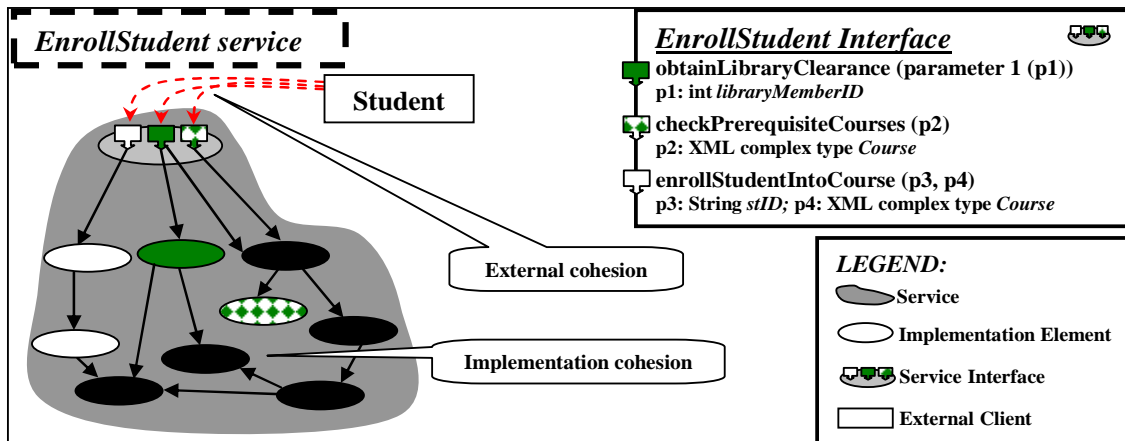 EnrollStudent service
Student
External cohesion
Implementation cohesion
EnrollStudent Interface
obtainLibraryClearance (parameter 1 (p1))
p1: int libraryMemberID
checkPrerequisiteCourses (p2)
p2: XML complex type Course
enrollStudentIntoCourse (p3, p4)
p3: String stID; p4: XML complex type Course
LEGEND:
Service
Implementation Element
Service Interface
External Client